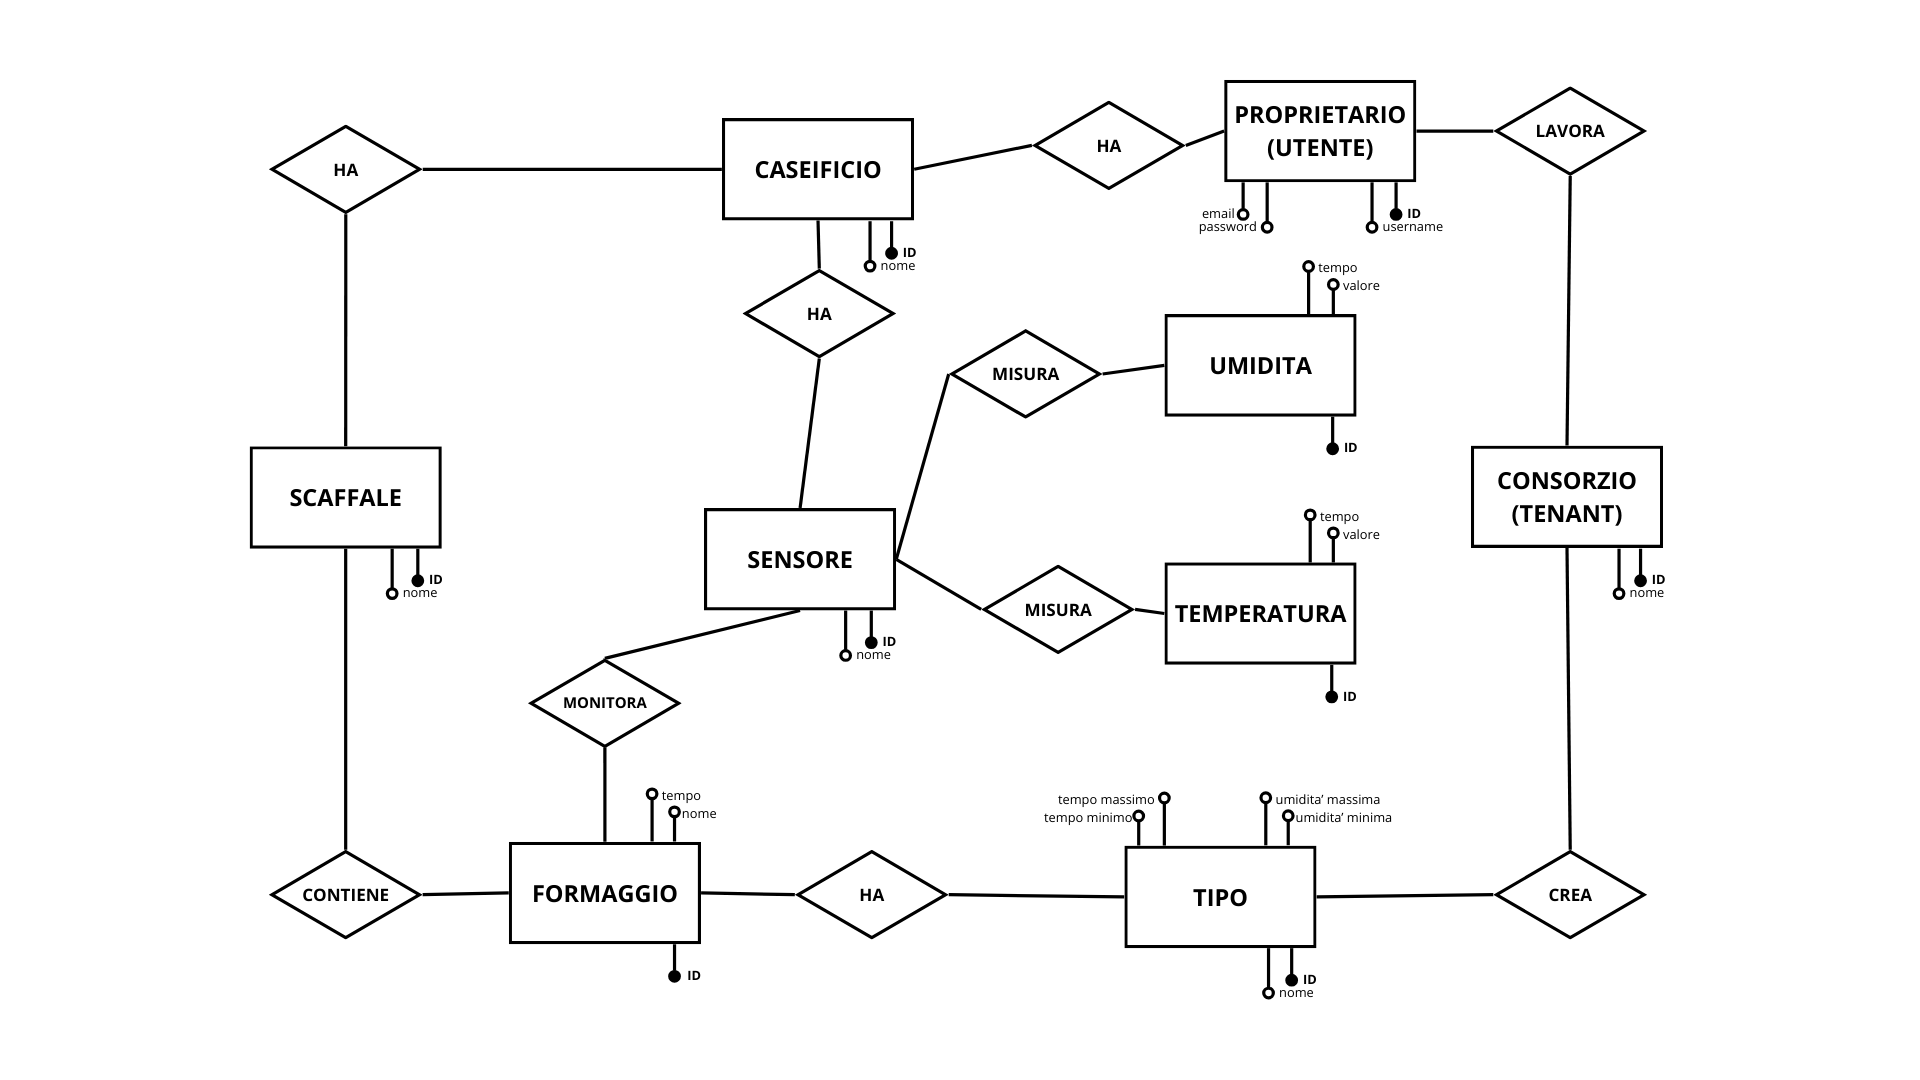 PROPRIETARIO
(UTENTE)
LAVORA
HA
CASEIFICIO
HA
email
password
ID
username
ID
nome
HA
tempo
valore
UMIDITA
MISURA
ID
SCAFFALE
ID
nome
CONSORZIO
(TENANT)
ID
nome
SENSORE
ID
nome
tempo
valore
MISURA
TEMPERATURA
ID
MONITORA
tempo
nome
tempo massimo
tempo minimo
umidita’ massima
umidita’ minima
CONTIENE
FORMAGGIO
HA
TIPO
CREA
ID
ID
nome